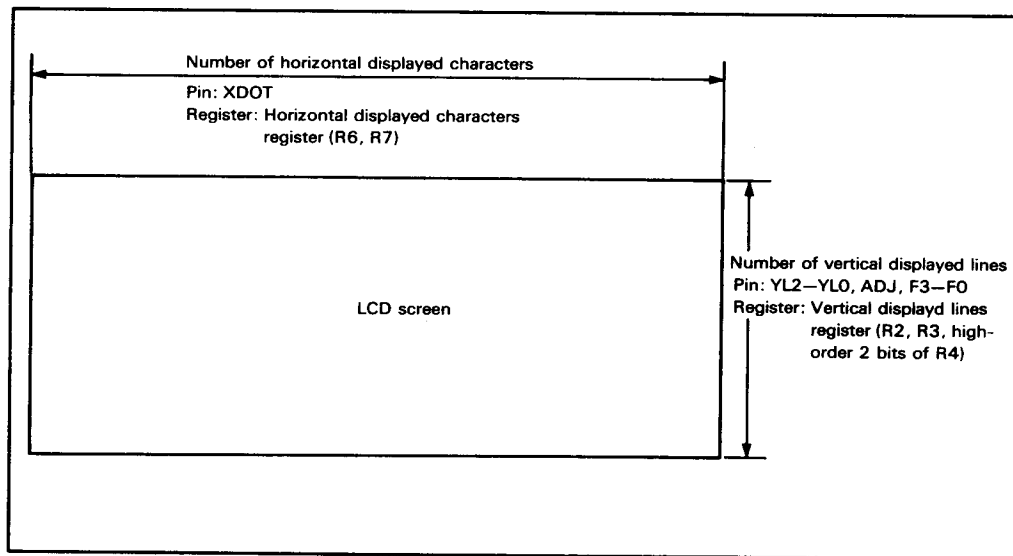 Number of horizontal displayed characters
Pin: XDOT
Register: Horizontal displayed characters
register (R6, R7)
LCD screen
Number of vertical displayed lines
Pin: YL2—YL0, ADJ, F3—F0
Register: Vertical displayd lines
register (R2, R3, high-
order 2 bits of R4)